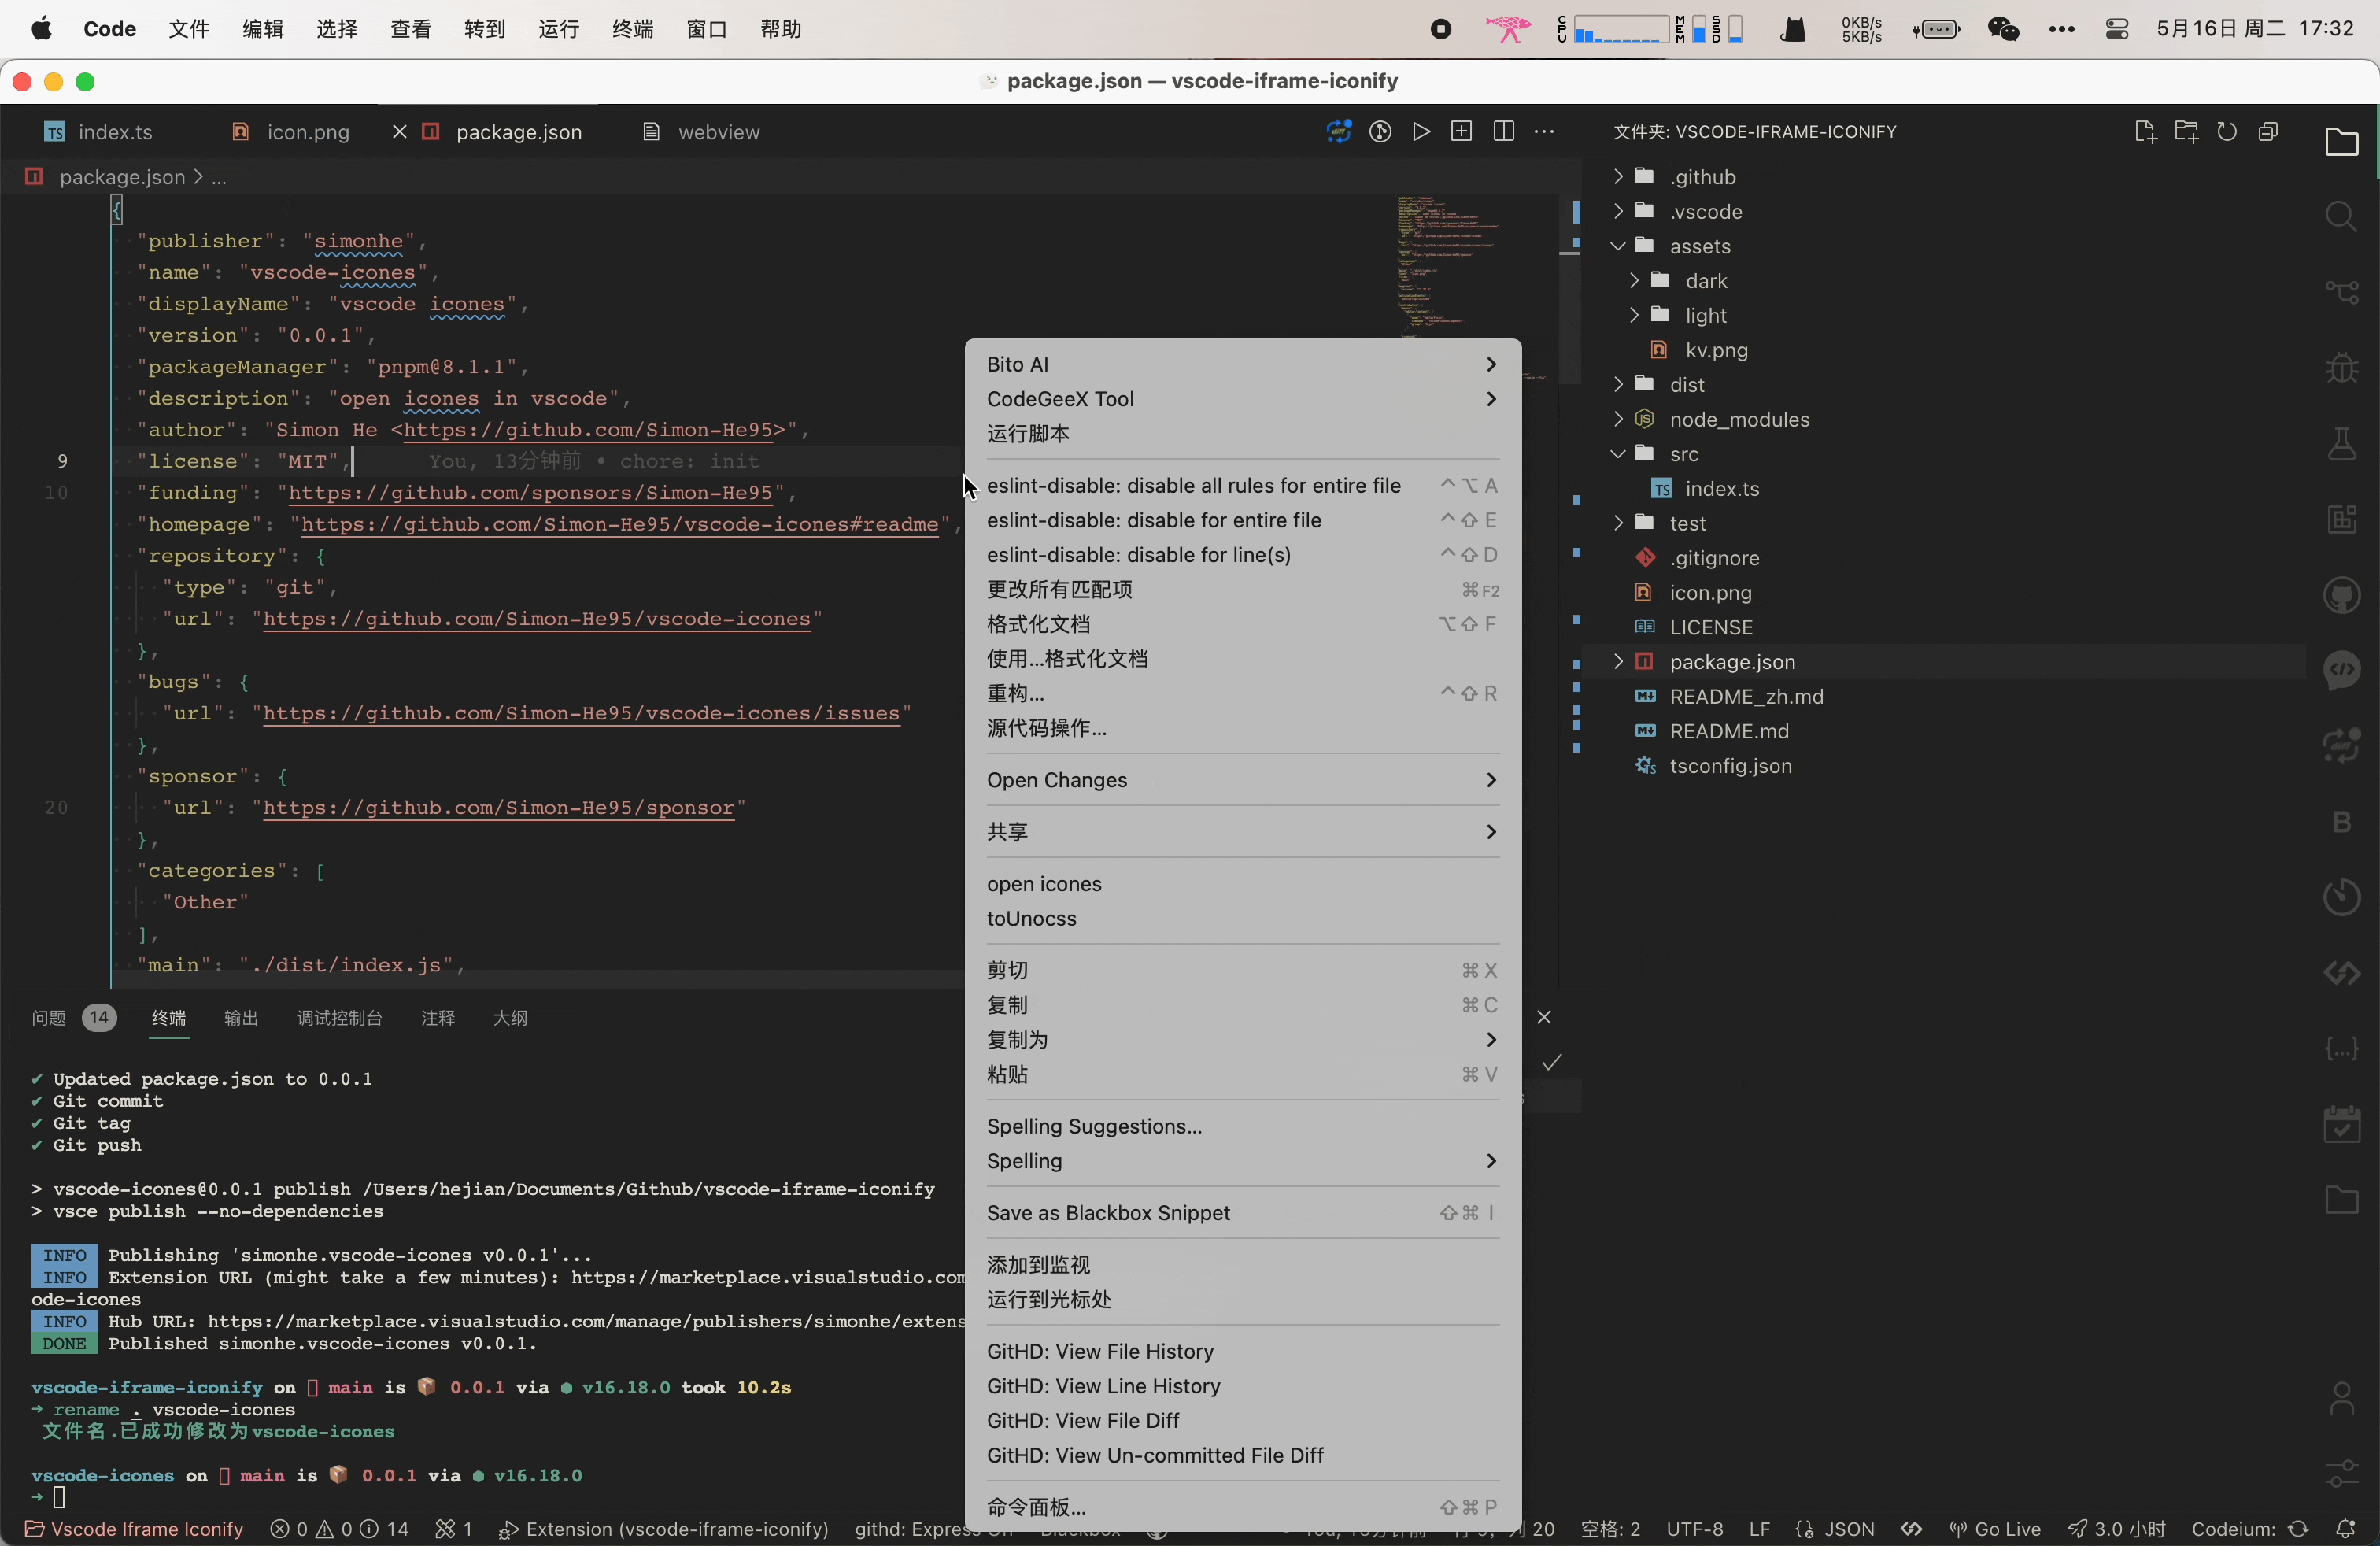 Code 文件 编辑 选择 查看 转到 运行 终端 窗口 帮助 CPU MEM SSD 0KB/s 5KB/s 5月16日 周二 17:32
package.json — vscode-iframe-iconify
index.ts icon.png package.json webview
package.json > ...
{
"publisher": "simonhe",
"name": "vscode-icones",
"displayName": "vscode icones",
"version": "0.0.1",
"packageManager": "pnpm@8.1.1",
"description": "open icones in vscode",
"author": "Simon He <https://github.com/Simon-He95>",
9 "license": "MIT", You, 13分钟前 • chore: init
10 "funding": "https://github.com/sponsors/Simon-He95",
"homepage": "https://github.com/Simon-He95/vscode-icones#readme",
"repository": {
"type": "git",
"url": "https://github.com/Simon-He95/vscode-icones"
},
"bugs": {
"url": "https://github.com/Simon-He95/vscode-icones/issues"
},
"sponsor": {
20 "url": "https://github.com/Simon-He95/sponsor"
},
"categories": [
"Other"
],
"main": "./dist/index.js",
Bito AI
CodeGeeX Tool
运行脚本
eslint-disable: disable all rules for entire file ^⌥A
eslint-disable: disable for entire file ^⇧E
eslint-disable: disable for line(s) ^⇧D
更改所有匹配项 ⌘F2
格式化文档 ⌥⇧F
使用...格式化文档
重构... ^⇧R
源代码操作...
Open Changes
共享
open icones
toUnocss
剪切 ⌘X
复制 ⌘C
复制为
粘贴 ⌘V
Spelling Suggestions...
Spelling
Save as Blackbox Snippet ⇧⌘I
添加到监视
运行到光标处
GitHD: View File History
GitHD: View Line History
GitHD: View File Diff
GitHD: View Un-committed File Diff
命令面板... ⇧⌘P
文件夹: VSCODE-IFRAME-ICONIFY
.github
.vscode
assets
dark
light
kv.png
dist
node_modules
src
TS index.ts
test
.gitignore
icon.png
LICENSE
package.json
README_zh.md
README.md
tsconfig.json
问题 14 终端 输出 调试控制台 注释 大纲
✔ Updated package.json to 0.0.1
✔ Git commit
✔ Git tag
✔ Git push
> vscode-icones@0.0.1 publish /Users/hejian/Documents/Github/vscode-iframe-iconify
> vsce publish --no-dependencies
INFO Publishing 'simonhe.vscode-icones v0.0.1'...
INFO Extension URL (might take a few minutes): https://marketplace.visualstudio.com
ode-icones
INFO Hub URL: https://marketplace.visualstudio.com/manage/publishers/simonhe/extens
DONE Published simonhe.vscode-icones v0.0.1.
vscode-iframe-iconify on main is 📦 0.0.1 via ⬢ v16.18.0 took 10.2s
➜ rename . vscode-icones
文件名.已成功修改为vscode-icones
vscode-icones on main is 📦 0.0.1 via ⬢ v16.18.0
➜
Vscode Iframe Iconify 0 0 14 1 Extension (vscode-iframe-iconify) githd: Express 20 空格: 2 UTF-8 LF JSON Go Live 3.0 小时 Codeium: